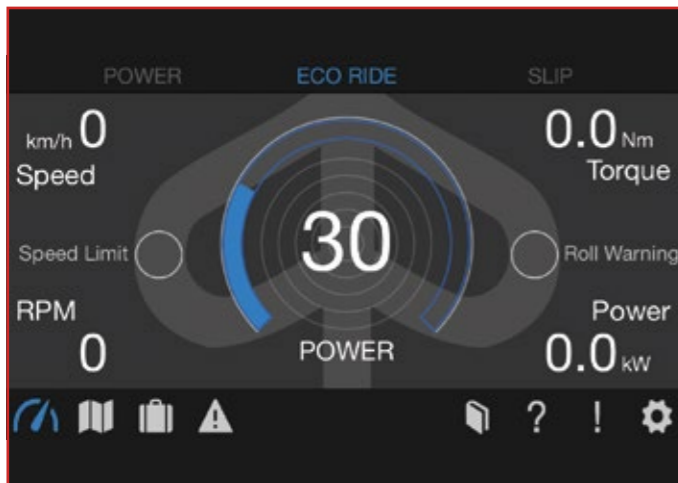 POWER ECO RIDE SLIP
km/h 0 0.0 Nm
Speed Torque
30
Speed Limit Roll Warning
RPM Power
0 POWER 0.0 kW
? !